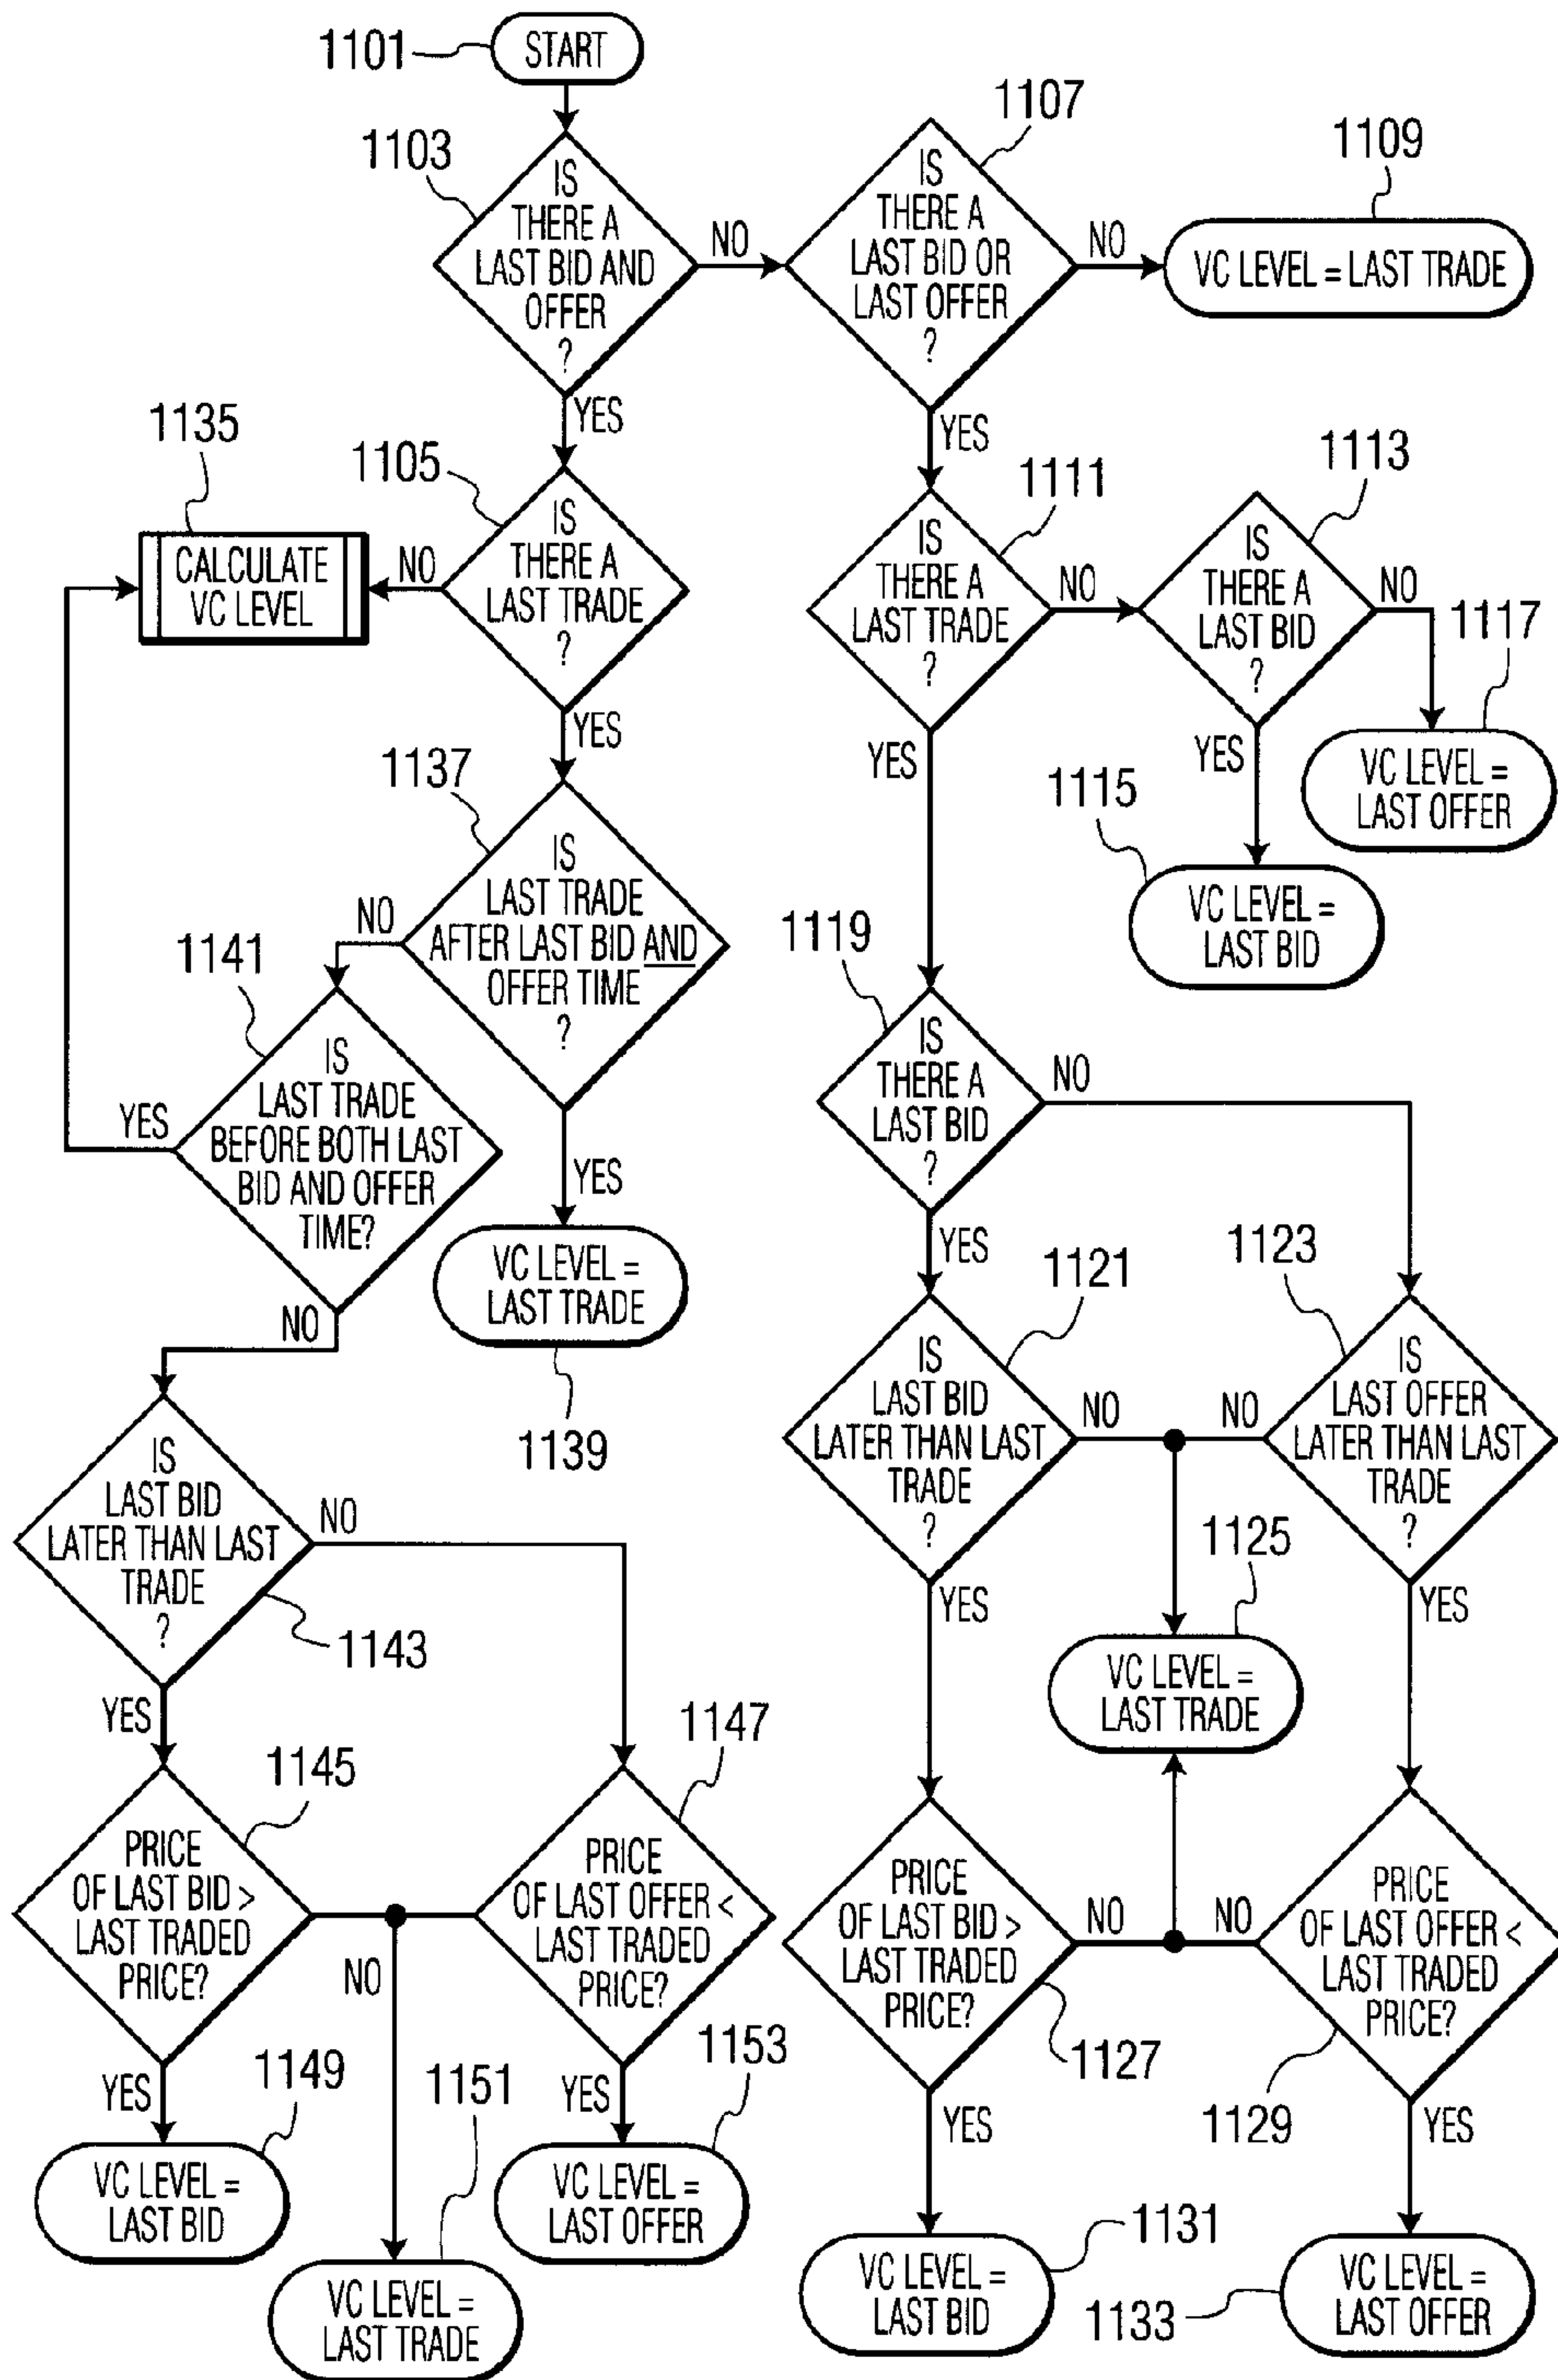 1101
START
1103
IS
THERE A
LAST BID AND
OFFER
?
NO
YES
1107
IS
THERE A
LAST BID OR
LAST OFFER
?
NO
YES
1109
VC LEVEL = LAST TRADE
1135
CALCULATE
VC LEVEL
NO
1105
IS
THERE A
LAST TRADE
?
YES
1111
IS
THERE A
LAST TRADE
?
NO
YES
1113
IS
THERE A
LAST BID
?
NO
YES
1117
VC LEVEL =
LAST OFFER
1115
VC LEVEL =
LAST BID
1137
IS
LAST TRADE
AFTER LAST BID AND
OFFER TIME
?
NO
YES
1139
VC LEVEL =
LAST TRADE
1141
IS
LAST TRADE
BEFORE BOTH LAST
BID AND OFFER
TIME?
YES
NO
1119
IS
THERE A
LAST BID
?
NO
YES
1121
IS
LAST BID
LATER THAN LAST
TRADE
?
NO
YES
1123
IS
LAST OFFER
LATER THAN LAST
TRADE
?
NO
YES
1125
VC LEVEL =
LAST TRADE
IS
LAST BID
LATER THAN LAST
TRADE
?
1143
NO
YES
1145
PRICE
OF LAST BID >
LAST TRADED
PRICE?
NO
YES
1147
PRICE
OF LAST OFFER <
LAST TRADED
PRICE?
YES
1149
VC LEVEL =
LAST BID
1151
VC LEVEL =
LAST TRADE
1153
VC LEVEL =
LAST OFFER
PRICE
OF LAST BID >
LAST TRADED
PRICE?
1127
NO
YES
PRICE
OF LAST OFFER <
LAST TRADED
PRICE?
1129
NO
YES
1131
VC LEVEL =
LAST BID
1133
VC LEVEL =
LAST OFFER